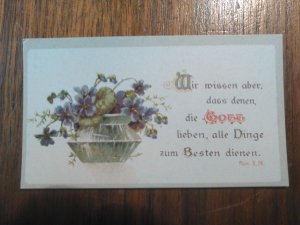 Wir wissen aber,
dass denen,
die Gott
lieben, alle Dinge
zum Besten dienen.
Röm. 8, 28.